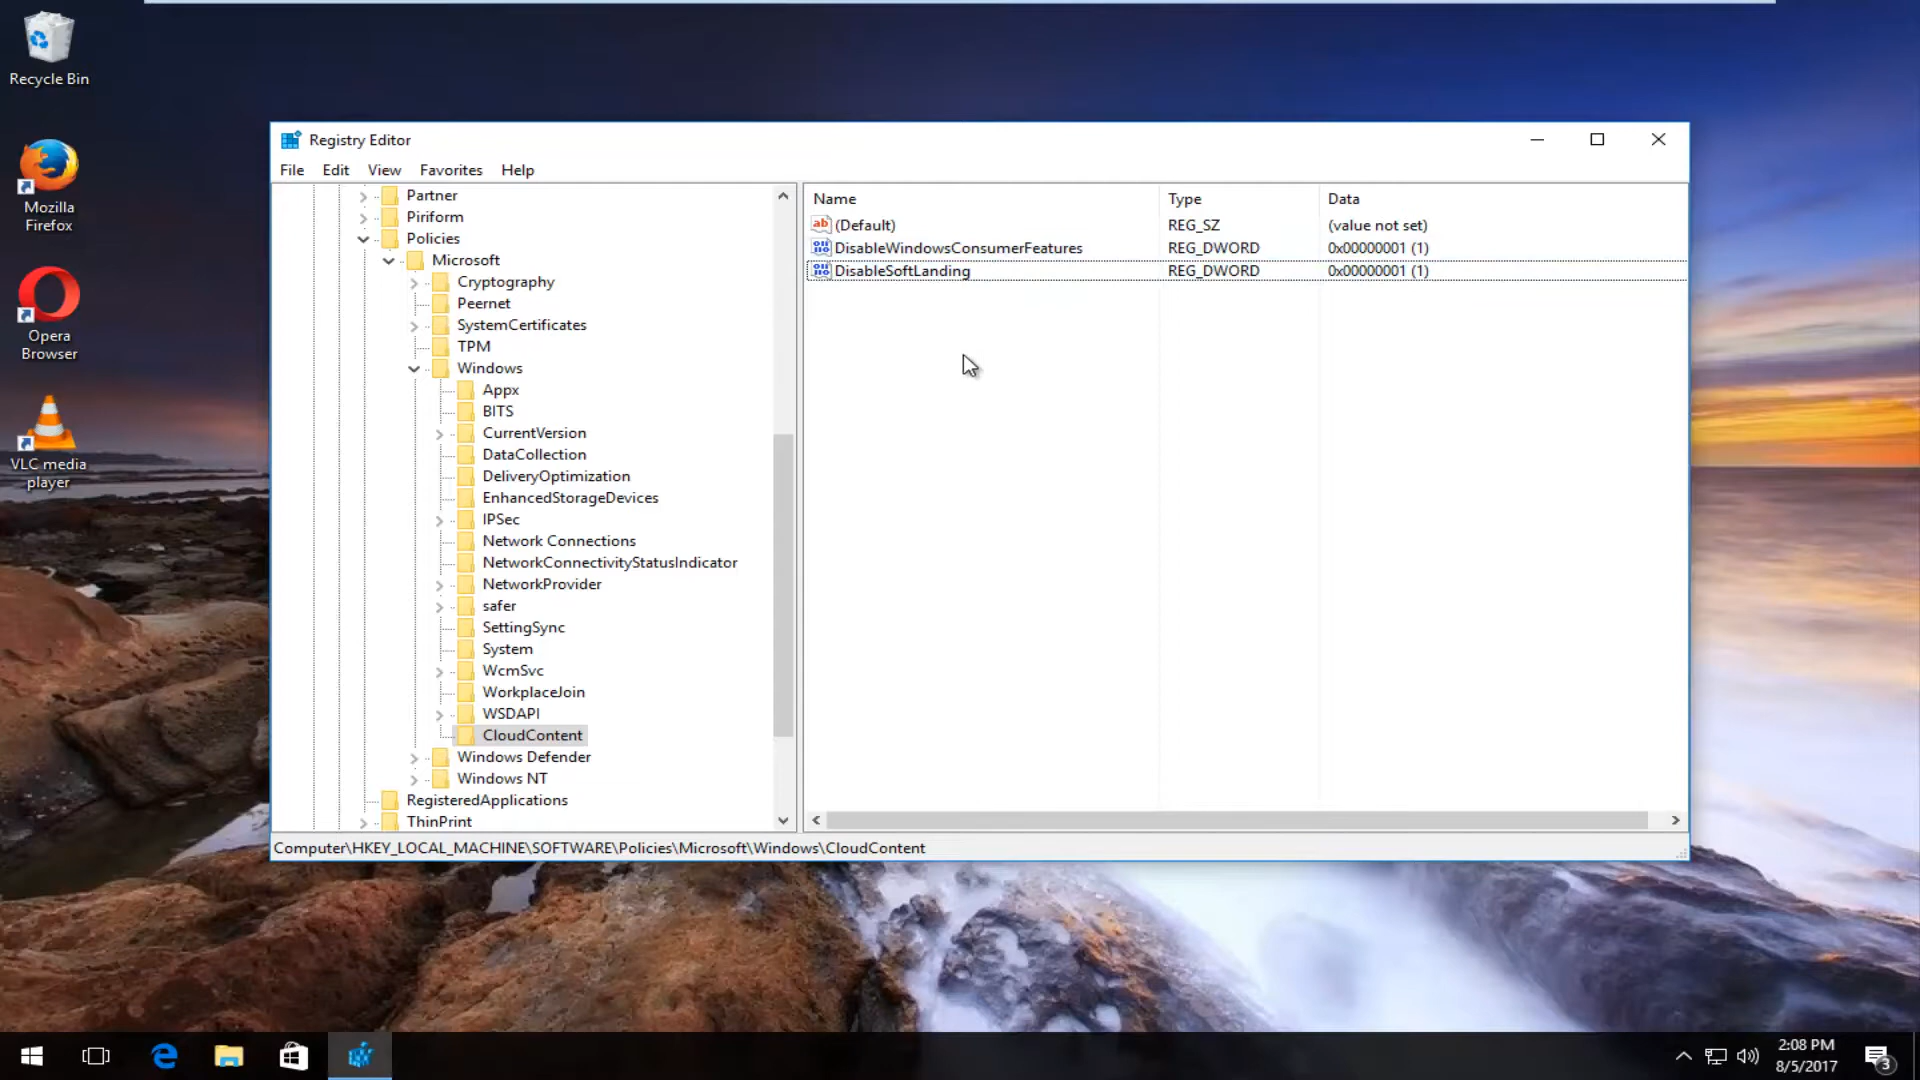 Recycle Bin
Mozilla
Firefox
Opera
Browser
VLC media
player
Registry Editor
File Edit View Favorites Help
Partner
Piriform
Policies
Microsoft
Cryptography
Peernet
SystemCertificates
TPM
Windows
Appx
BITS
CurrentVersion
DataCollection
DeliveryOptimization
EnhancedStorageDevices
IPSec
Network Connections
NetworkConnectivityStatusIndicator
NetworkProvider
safer
SettingSync
System
WcmSvc
WorkplaceJoin
WSDAPI
CloudContent
Windows Defender
Windows NT
RegisteredApplications
ThinPrint
Name Type Data
ab (Default) REG_SZ (value not set)
DisableWindowsConsumerFeatures REG_DWORD 0x00000001 (1)
DisableSoftLanding REG_DWORD 0x00000001 (1)
Computer\HKEY_LOCAL_MACHINE\SOFTWARE\Policies\Microsoft\Windows\CloudContent
2:08 PM
8/5/2017
3